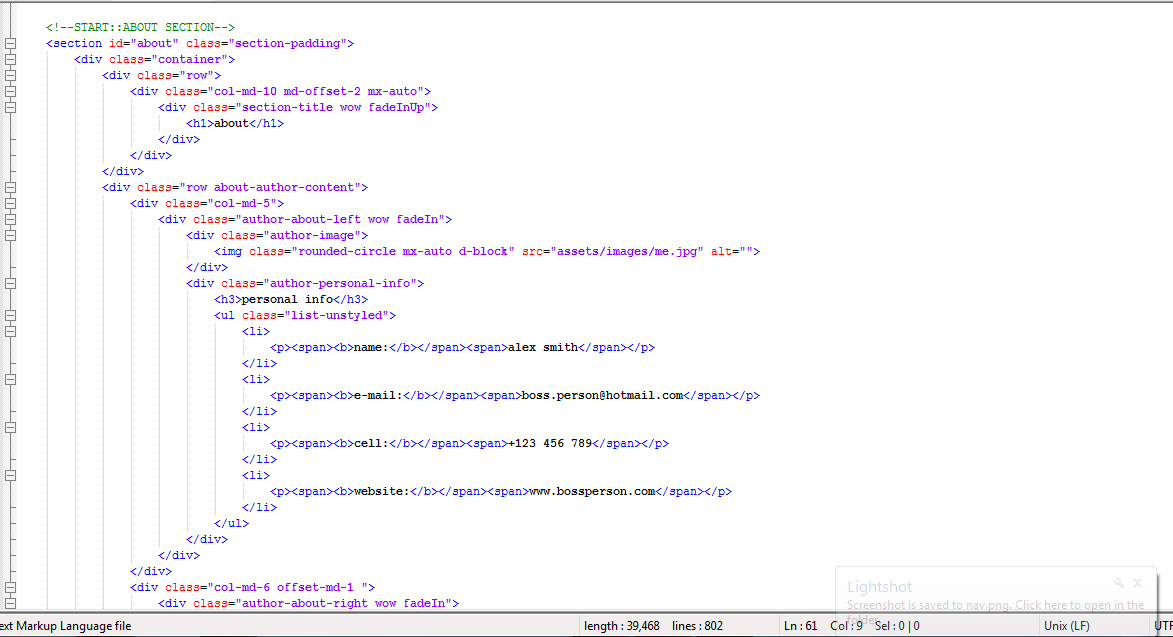 <!--START::ABOUT SECTION-->
<section id="about" class="section-padding">
<div class="container">
<div class="row">
<div class="col-md-10 md-offset-2 mx-auto">
<div class="section-title wow fadeInUp">
<h1>about</h1>
</div>
</div>
</div>
<div class="row about-author-content">
<div class="col-md-5">
<div class="author-about-left wow fadeIn">
<div class="author-image">
<img class="rounded-circle mx-auto d-block" src="assets/images/me.jpg" alt="">
</div>
<div class="author-personal-info">
<h3>personal info</h3>
<ul class="list-unstyled">
<li>
<p><span><b>name:</b></span><span>alex smith</span></p>
</li>
<li>
<p><span><b>e-mail:</b></span><span>boss.person@hotmail.com</span></p>
</li>
<li>
<p><span><b>cell:</b></span><span>+123 456 789</span></p>
</li>
<li>
<p><span><b>website:</b></span><span>www.bossperson.com</span></p>
</li>
</ul>
</div>
</div>
</div>
<div class="col-md-6 offset-md-1 ">
<div class="author-about-right wow fadeIn">
Lightshot
Screenshot is saved to nav.png. Click here to open in the
folder.
ext Markup Language file length : 39,468 lines : 802 Ln : 61 Col : 9 Sel : 0 | 0 Unix (LF) UTF